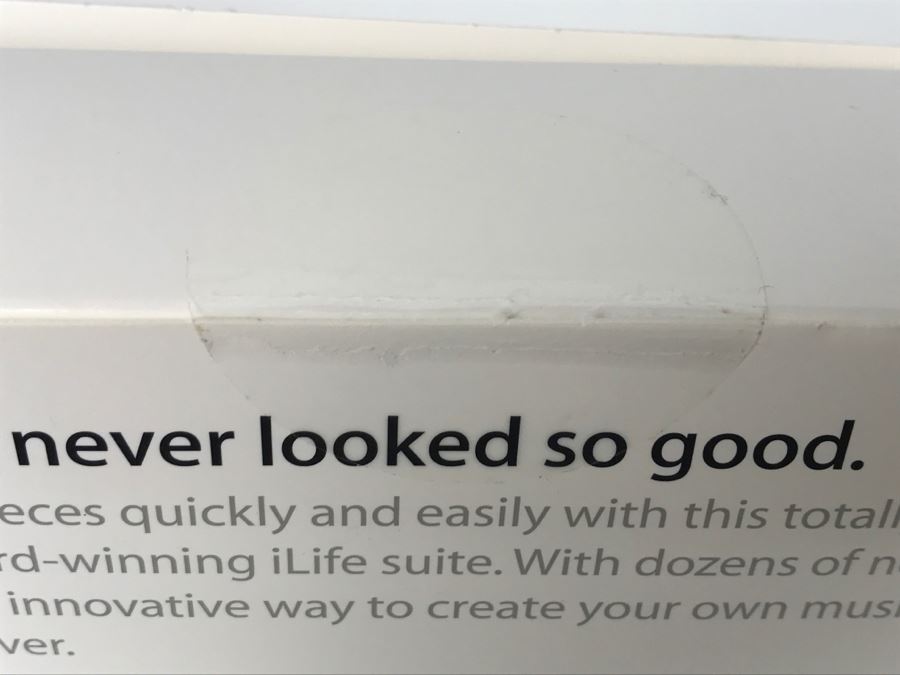 never looked so good.
eces quickly and easily with this total
rd-winning iLife suite. With dozens of n
innovative way to create your own mus
ver.